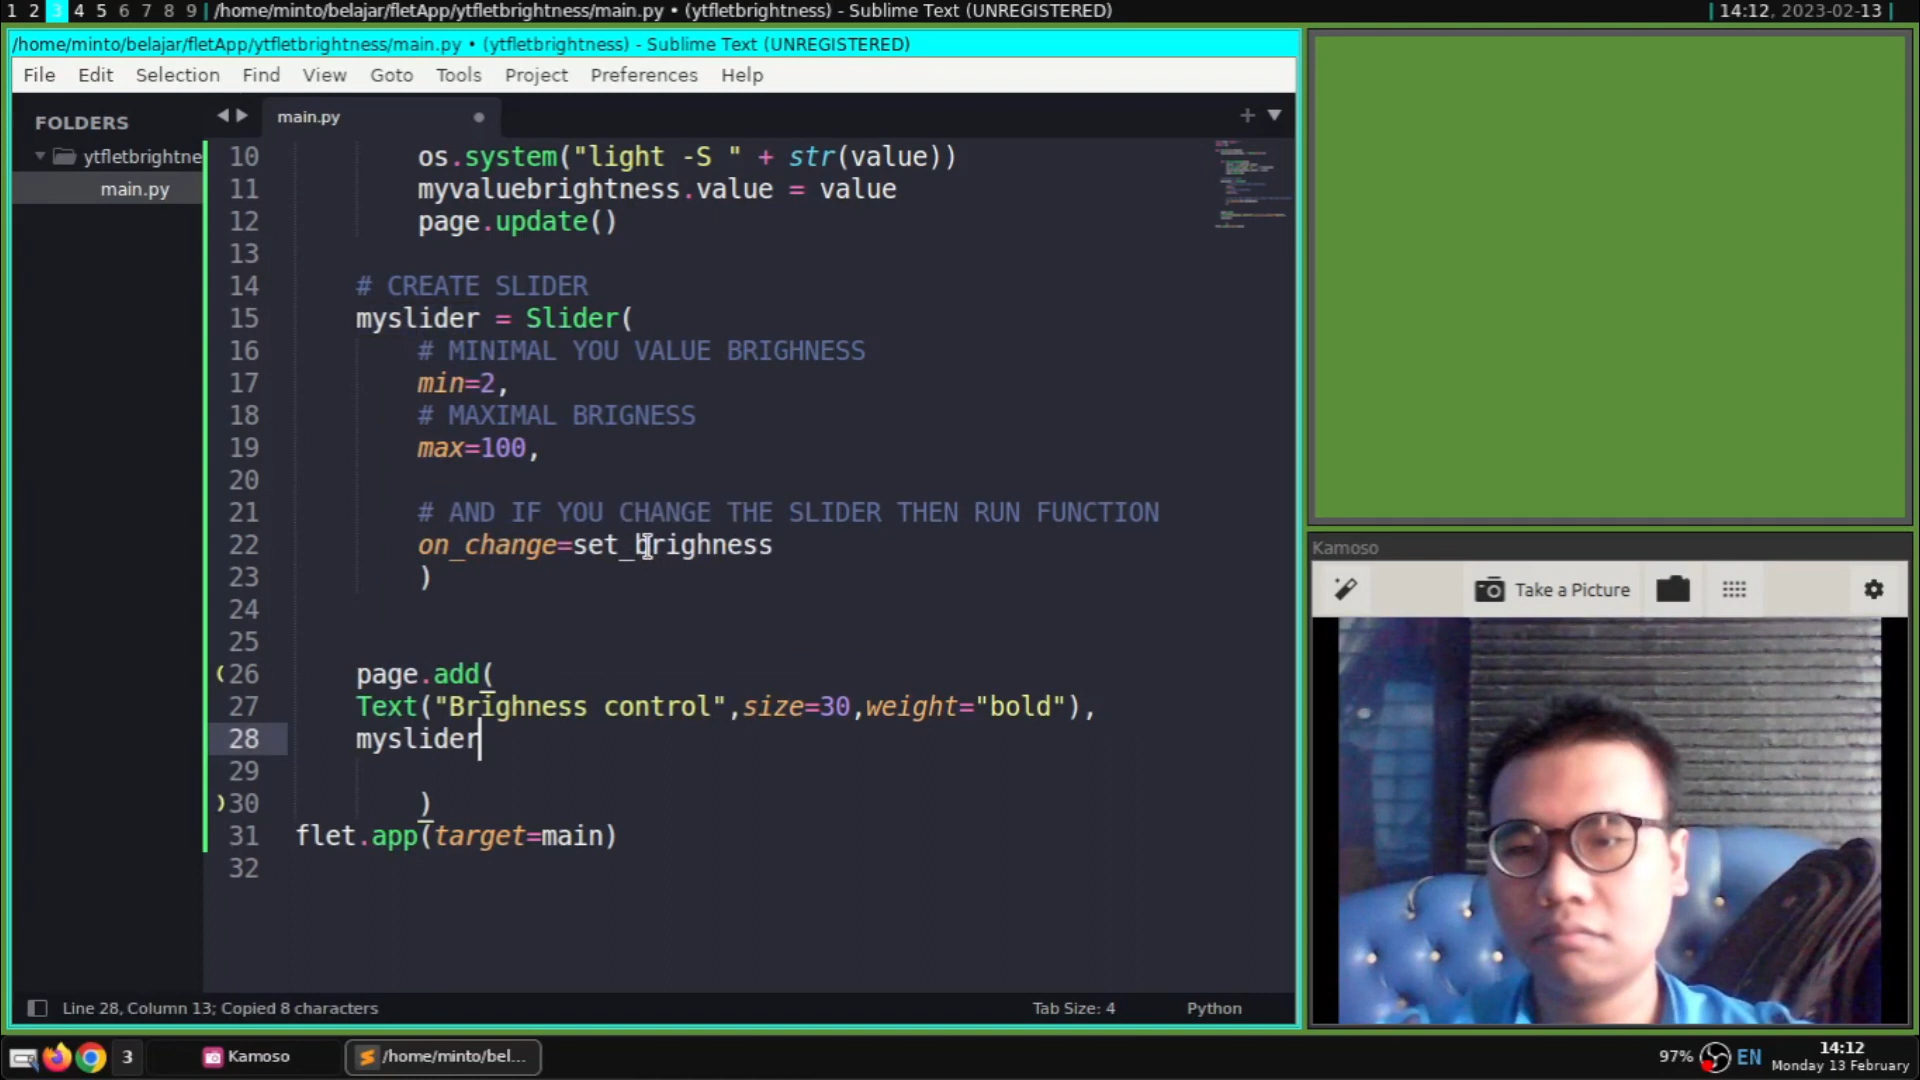 1 2 3 4 5 6 7 8 9 /home/minto/belajar/fletApp/ytfletbrightness/main.py • (ytfletbrightness) - Sublime Text (UNREGISTERED) 14:12, 2023-02-13
/home/minto/belajar/fletApp/ytfletbrightness/main.py • (ytfletbrightness) - Sublime Text (UNREGISTERED)
File Edit Selection Find View Goto Tools Project Preferences Help
FOLDERS
ytfletbrightne
main.py
main.py
10 os.system("light -S " + str(value))
11 myvaluebrightness.value = value
12 page.update()
13
14 # CREATE SLIDER
15 myslider = Slider(
16 # MINIMAL YOU VALUE BRIGHNESS
17 min=2,
18 # MAXIMAL BRIGNESS
19 max=100,
20
21 # AND IF YOU CHANGE THE SLIDER THEN RUN FUNCTION
22 on_change=set_brighness
23 )
24
25
26 page.add(
27 Text("Brighness control",size=30,weight="bold"),
28 myslider
29
30 )
31 flet.app(target=main)
32
Line 28, Column 13; Copied 8 characters Tab Size: 4 Python
Kamoso
Take a Picture
3 Kamoso /home/minto/bel... 97% EN 14:12
Monday 13 February